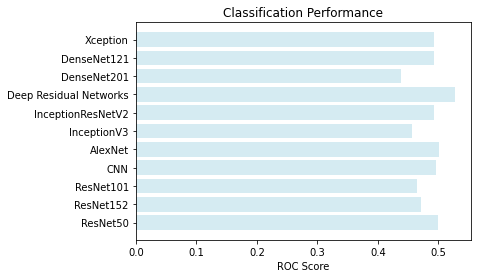 Classification Performance
Xception
DenseNet121
DenseNet201
Deep Residual Networks
InceptionResNetV2
InceptionV3
AlexNet
CNN
ResNet101
ResNet152
ResNet50
0.0 0.1 0.2 0.3 0.4 0.5
ROC Score